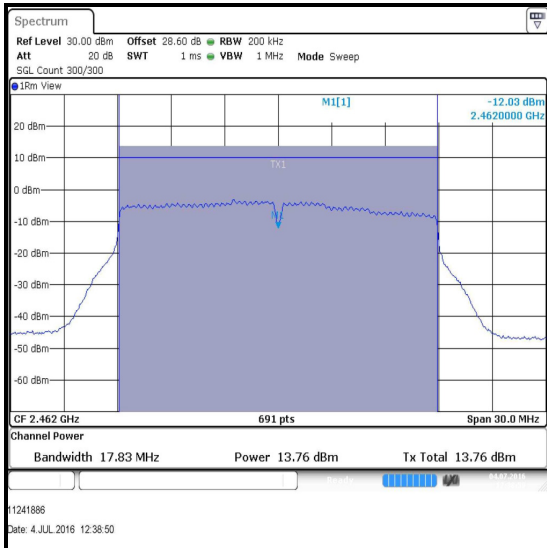 Spectrum
Ref Level 30.00 dBm Offset 28.60 dB RBW 200 kHz
Att 20 dB SWT 1 ms VBW 1 MHz Mode Sweep
SGL Count 300/300
1Rm View
M1[1] -12.03 dBm
2.4620000 GHz
20 dBm
10 dBm
TX1
0 dBm
-10 dBm
-20 dBm
-30 dBm
-40 dBm
-50 dBm
-60 dBm
CF 2.462 GHz 691 pts Span 30.0 MHz
Channel Power
Bandwidth 17.83 MHz Power 13.76 dBm Tx Total 13.76 dBm
Ready 04.07.2016
11241886
Date: 4.JUL.2016 12:38:50